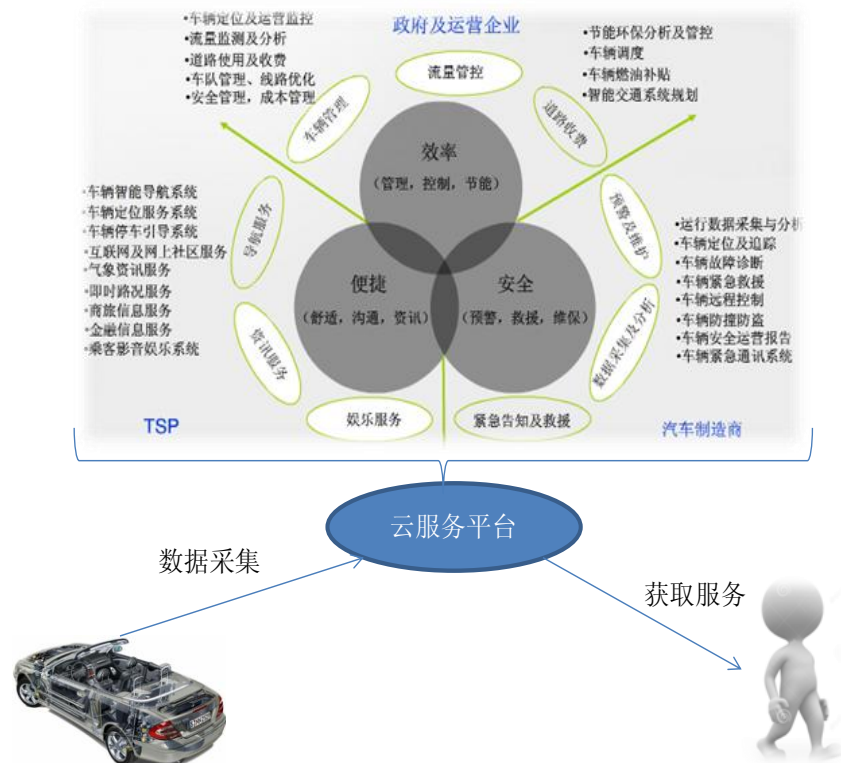 •车辆定位及运营监控
•流量监测及分析
•道路使用及收费
•车队管理、线路优化
•安全管理，成本管理
政府及运营企业
•节能环保分析及管控
•车辆调度
•车辆燃油补贴
•智能交通系统规划
流量管控
车辆管理
道路收费
效率
（管理，控制，节能）
•车辆智能导航系统
•车辆定位服务系统
•车辆停车引导系统
•互联网及网上社区服务
•气象资讯服务
•即时路况服务
•商旅信息服务
•金融信息服务
•乘客影音娱乐系统
导航服务
预警及维护
•运行数据采集与分析
•车辆定位及追踪
•车辆故障诊断
•车辆紧急救援
•车辆远程控制
•车辆防撞防盗
•车辆安全运营报告
•车辆紧急通讯系统
便捷
（舒适，沟通，资讯）
安全
（预警，救援，维保）
资讯服务
数据采集及分析
娱乐服务
紧急告知及救援
TSP
汽车制造商
云服务平台
数据采集
获取服务